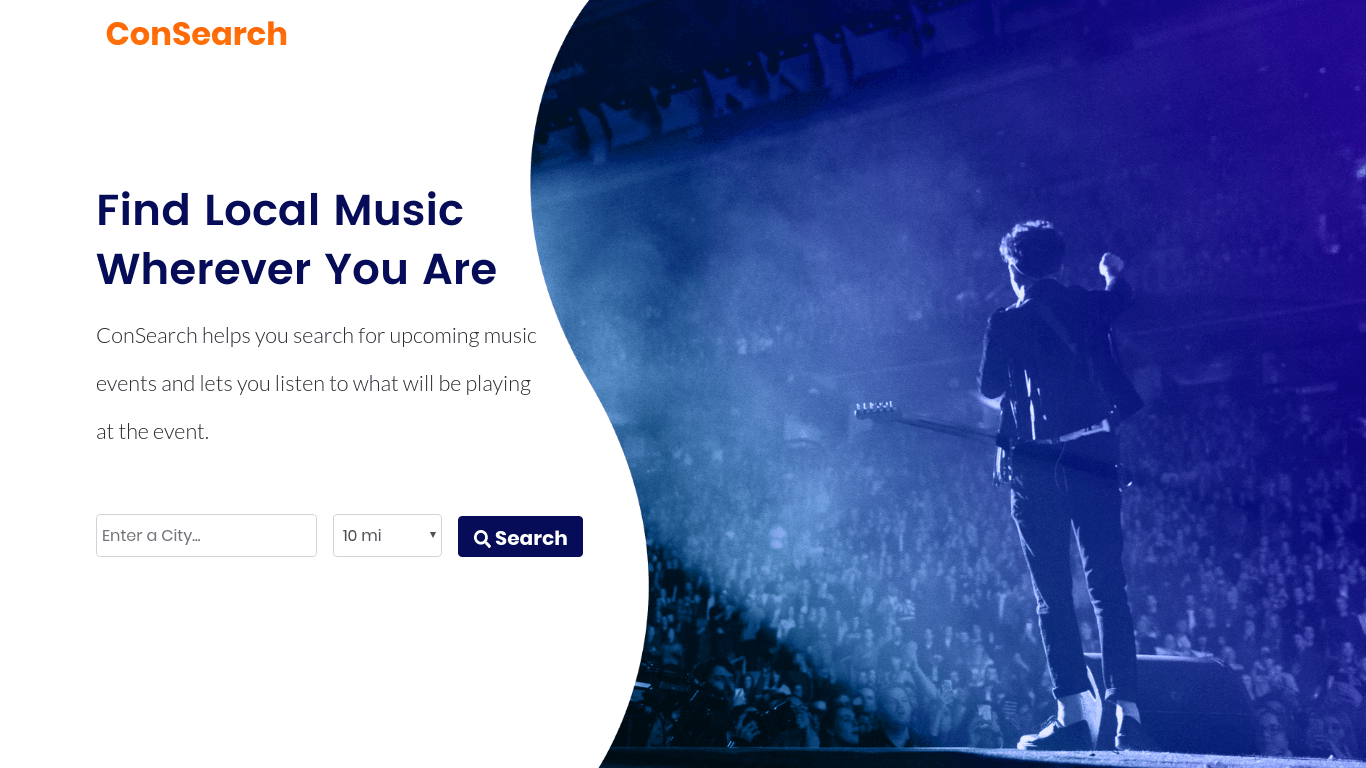 ConSearch
Find Local Music
Wherever You Are
ConSearch helps you search for upcoming music
events and lets you listen to what will be playing
at the event.
Enter a City...
10 mi
Search